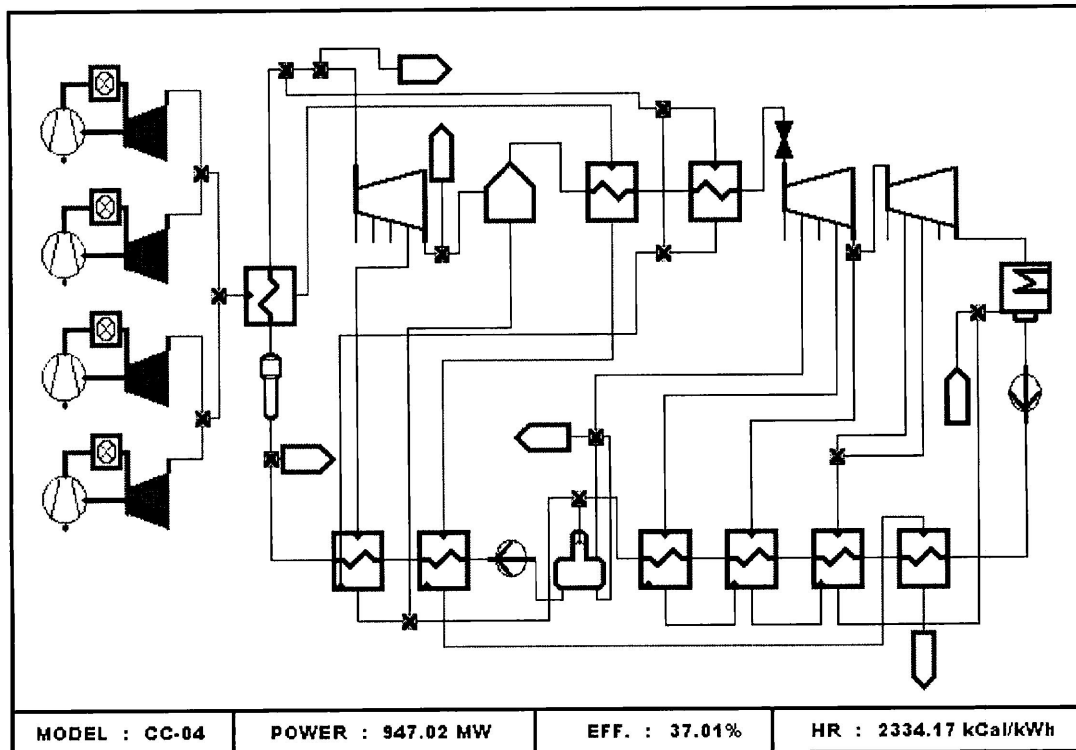 MODEL : CC-04
POWER : 947.02 MW
EFF. : 37.01%
HR : 2334.17 kCal/kWh